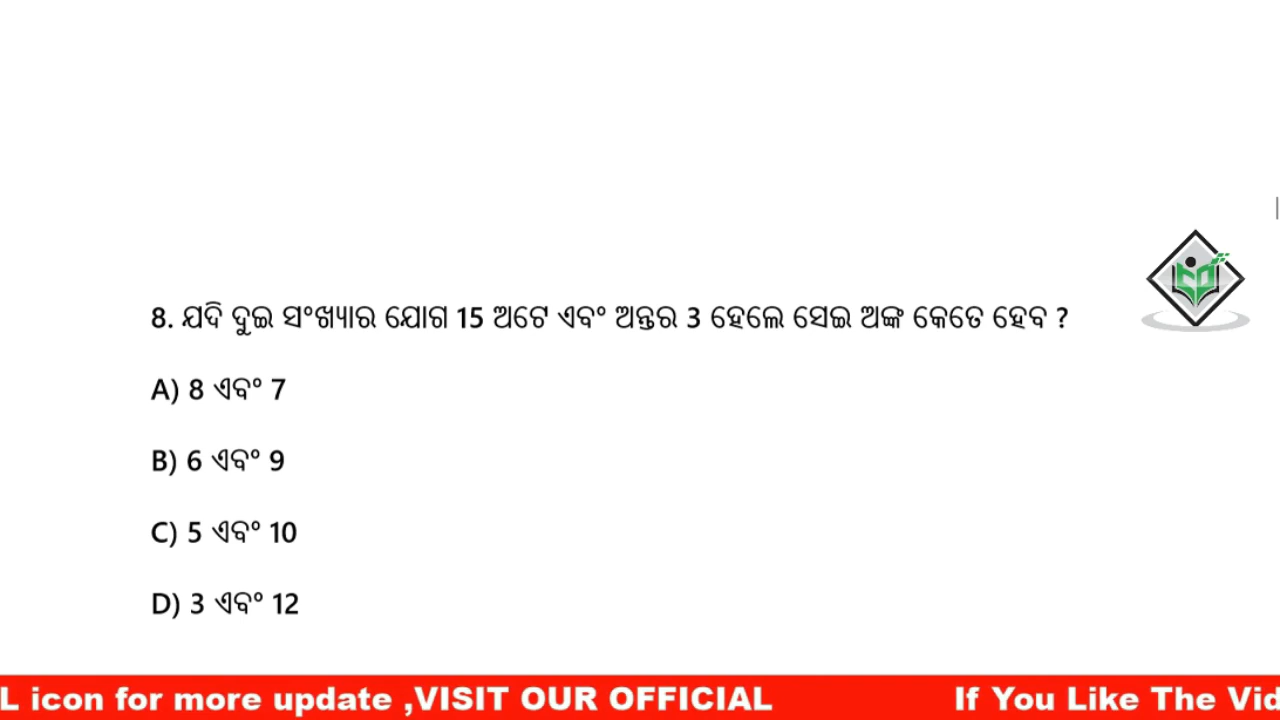 8. ଯଦି ଦୁଇ ସଂଖ୍ୟାର ଯୋଗ 15 ଅଟେ ଏବଂ ଅନ୍ତର 3 ହେଲେ ସେଇ ଅଙ୍କ କେତେ ହେବ ?
A) 8 ଏବଂ 7
B) 6 ଏବଂ 9
C) 5 ଏବଂ 10
D) 3 ଏବଂ 12
L icon for more update ,VISIT OUR OFFICIAL If You Like The Vid